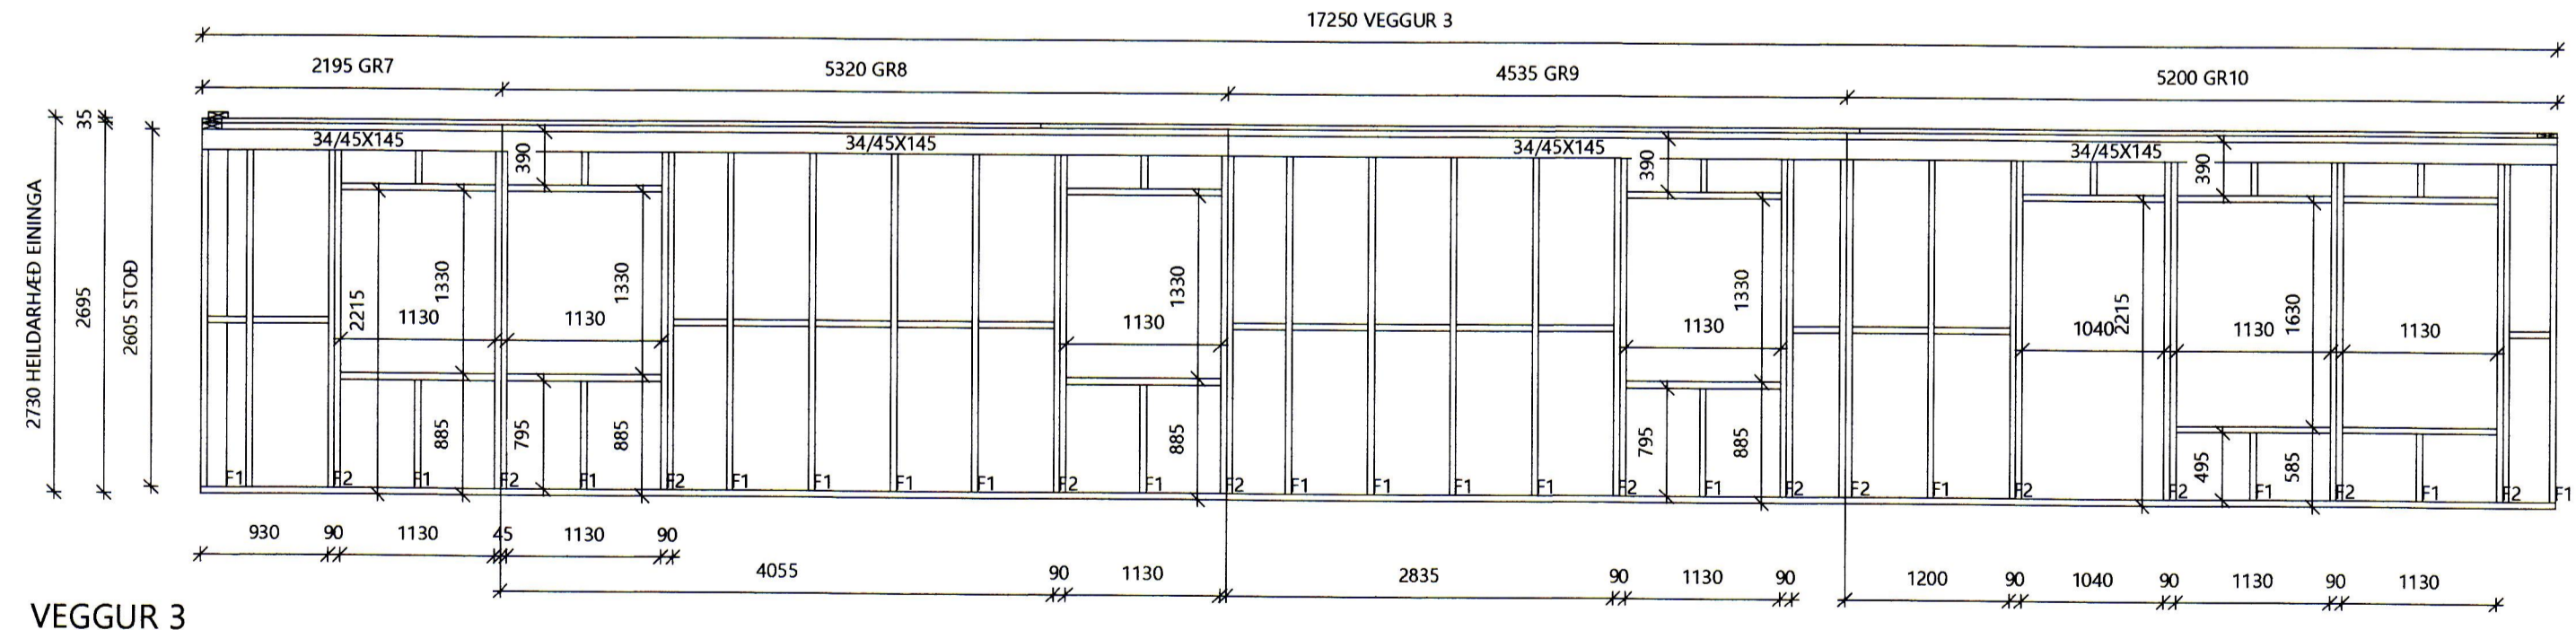 17250 VEGGUR 3
2195 GR7
5320 GR8
4535 GR9
5200 GR10
2730 HEILDARHÆÐ EININGA
35
2695
2605 STOÐ
34/45X145
34/45X145
34/45X145
34/45X145
390
390
390
2215
1330
1130
1330
1130
1330
1130
1330
1130
1040
2215
1630
1130
1130
885
795
885
885
795
885
495
585
F1
F2
F1
F2
F1
F2
F1
F1
F1
F1
F2
F1
F2
F1
F1
F1
F1
F2
F1
F2
F2
F1
F2
F2
F1
F2
F1
F2
F1
930
90
1130
45
1130
90
4055
90
1130
2835
90
1130
90
1200
90
1040
90
1130
90
1130
VEGGUR 3